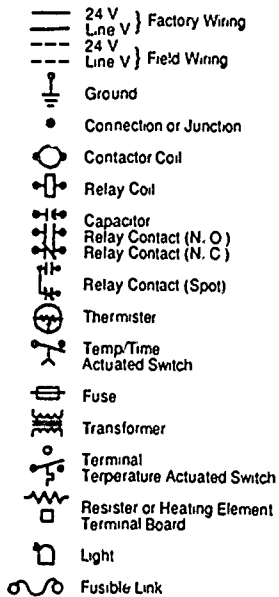 24 V
Line V } Factory Wiring
24 V
Line V } Field Wiring
Ground
Connection or Junction
Contactor Coil
Relay Coil
Capacitor
Relay Contact (N. O )
Relay Contact (N. C )
Relay Contact (Spot)
Thermister
Temp/Time
Actuated Switch
Fuse
Transformer
Terminal
Terperature Actuated Switch
Resister or Heating Element
Terminal Board
Light
Fusible Link